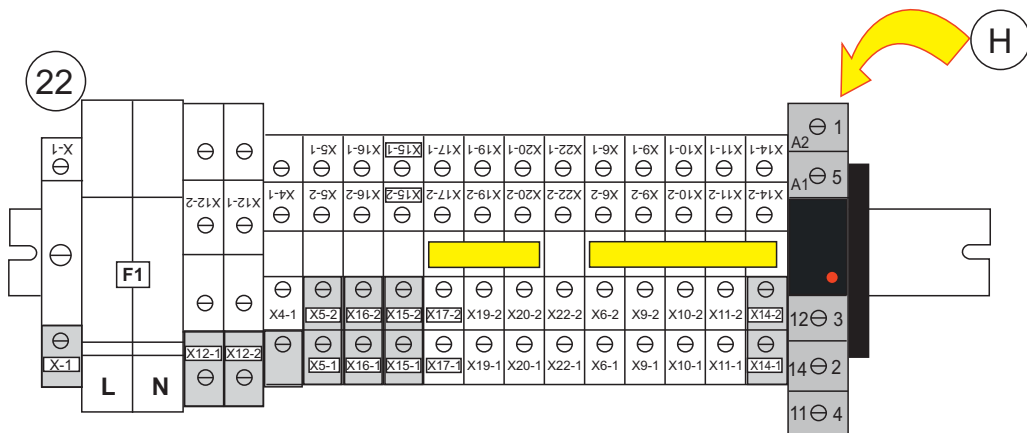 H
22
X-1 X5-1 X16-1 X15-1 X17-1 X19-1 X20-1 X22-1 X6-1 X9-1 X10-1 X11-1 X14-1 1
A2
X12-2 X12-1 X4-1 X5-2 X16-2 X15-2 X17-2 X19-2 X20-2 X22-2 X6-2 X9-2 X10-2 X11-2 X14-2 A1 5
F1
X4-1 X5-2 X16-2 X15-2 X17-2 X19-2 X20-2 X22-2 X6-2 X9-2 X10-2 X11-2 X14-2 12 3
X-1 X12-1 X12-2 X5-1 X16-1 X15-1 X17-1 X19-1 X20-1 X22-1 X6-1 X9-1 X10-1 X11-1 X14-1 14 2
L N
11 4